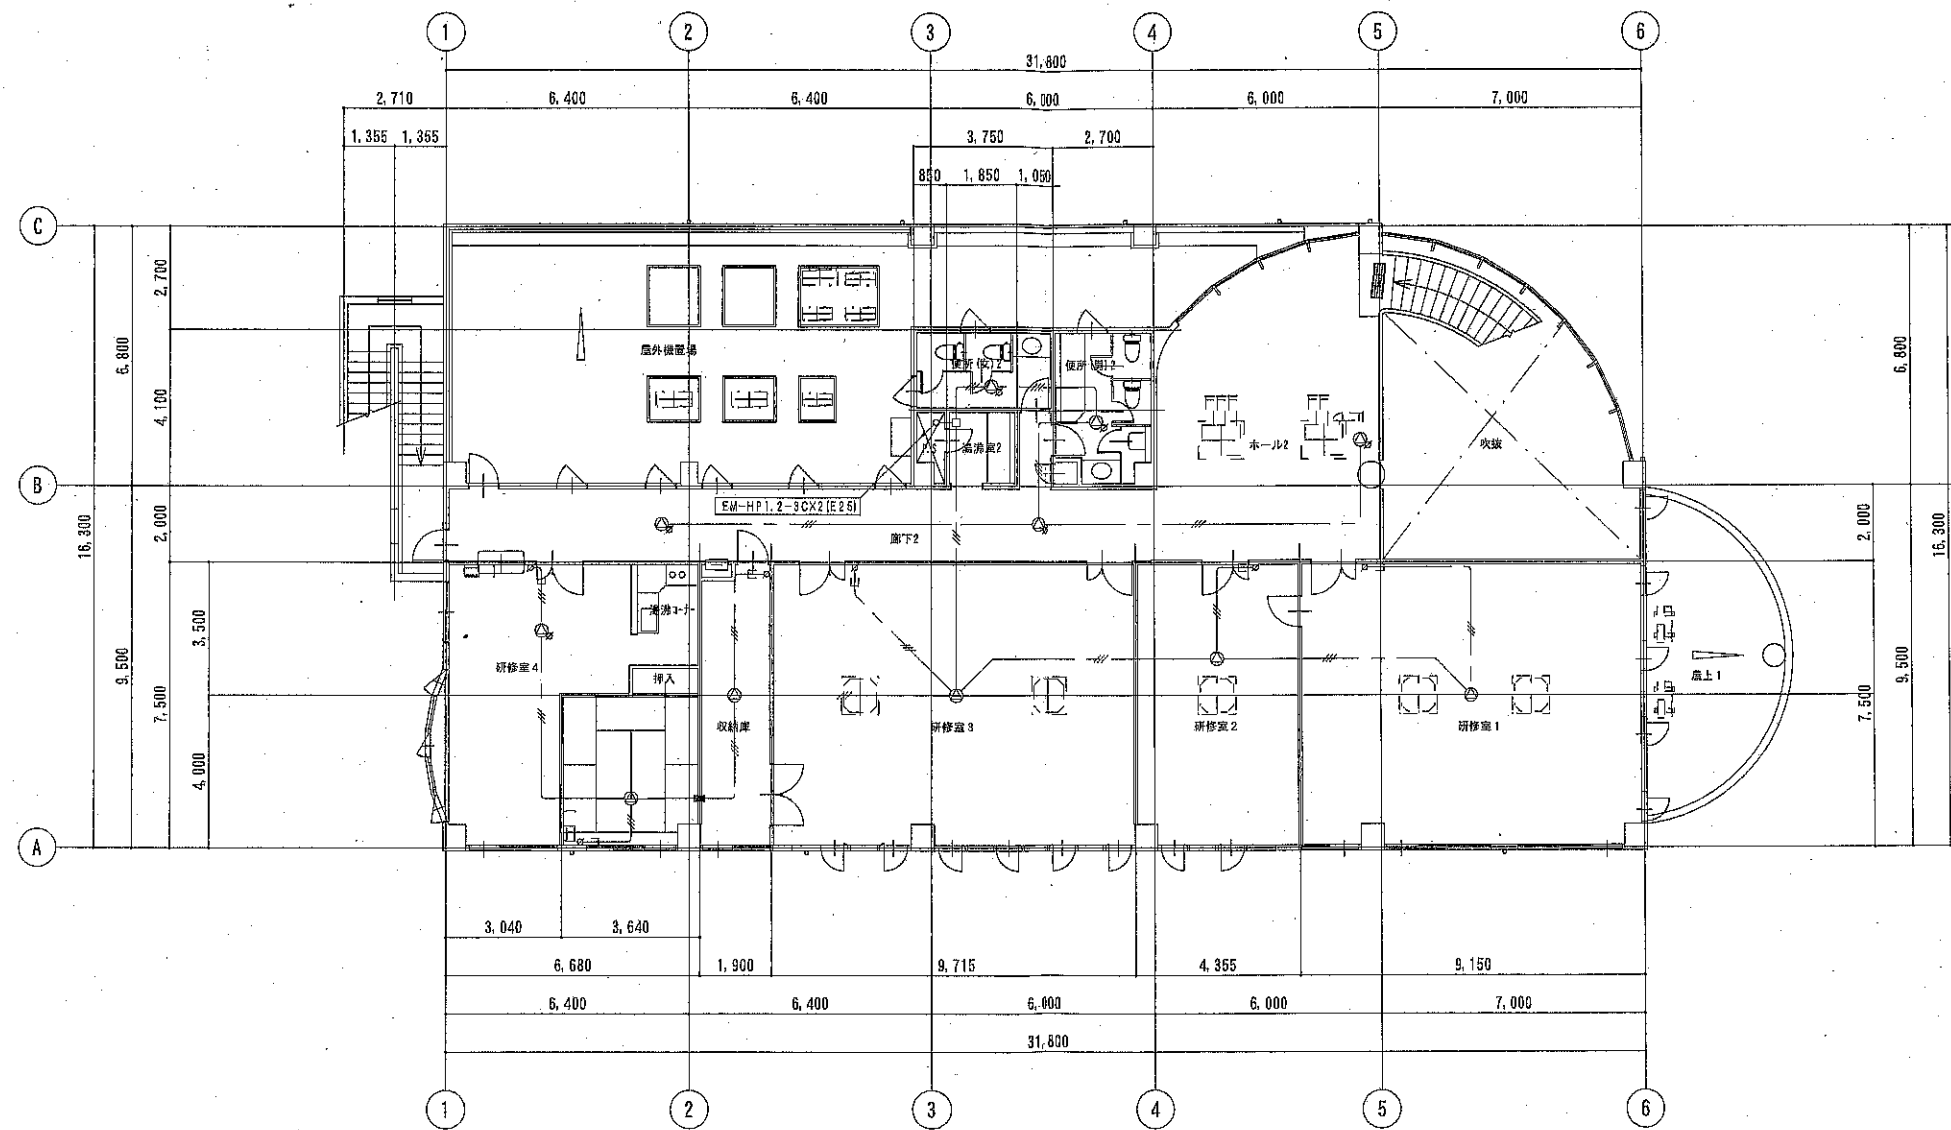 1 2 3 4 5 6
31,800
2,710 6,400 6,400 6,000 6,000 7,000
1,355 1,355 3,750 2,700
850 1,850 1,050
C
2,700
6,800
4,100
6,800
屋外機置場
便所(女)2
便所(男)2
湯沸室2
ホール2
吹抜
B
EM-HP1.2-3CX2(E25)
廊下2
2,000
16,300
2,000
16,300
湯沸コーナー
3,500
9,500
7,500
研修室4
押入
収納庫
研修室3
研修室2
研修室1
屋上1
7,500
9,500
4,000
A
3,040 3,640
6,680 1,900 9,715 4,355 9,150
6,400 6,400 6,000 6,000 7,000
31,800
1 2 3 4 5 6